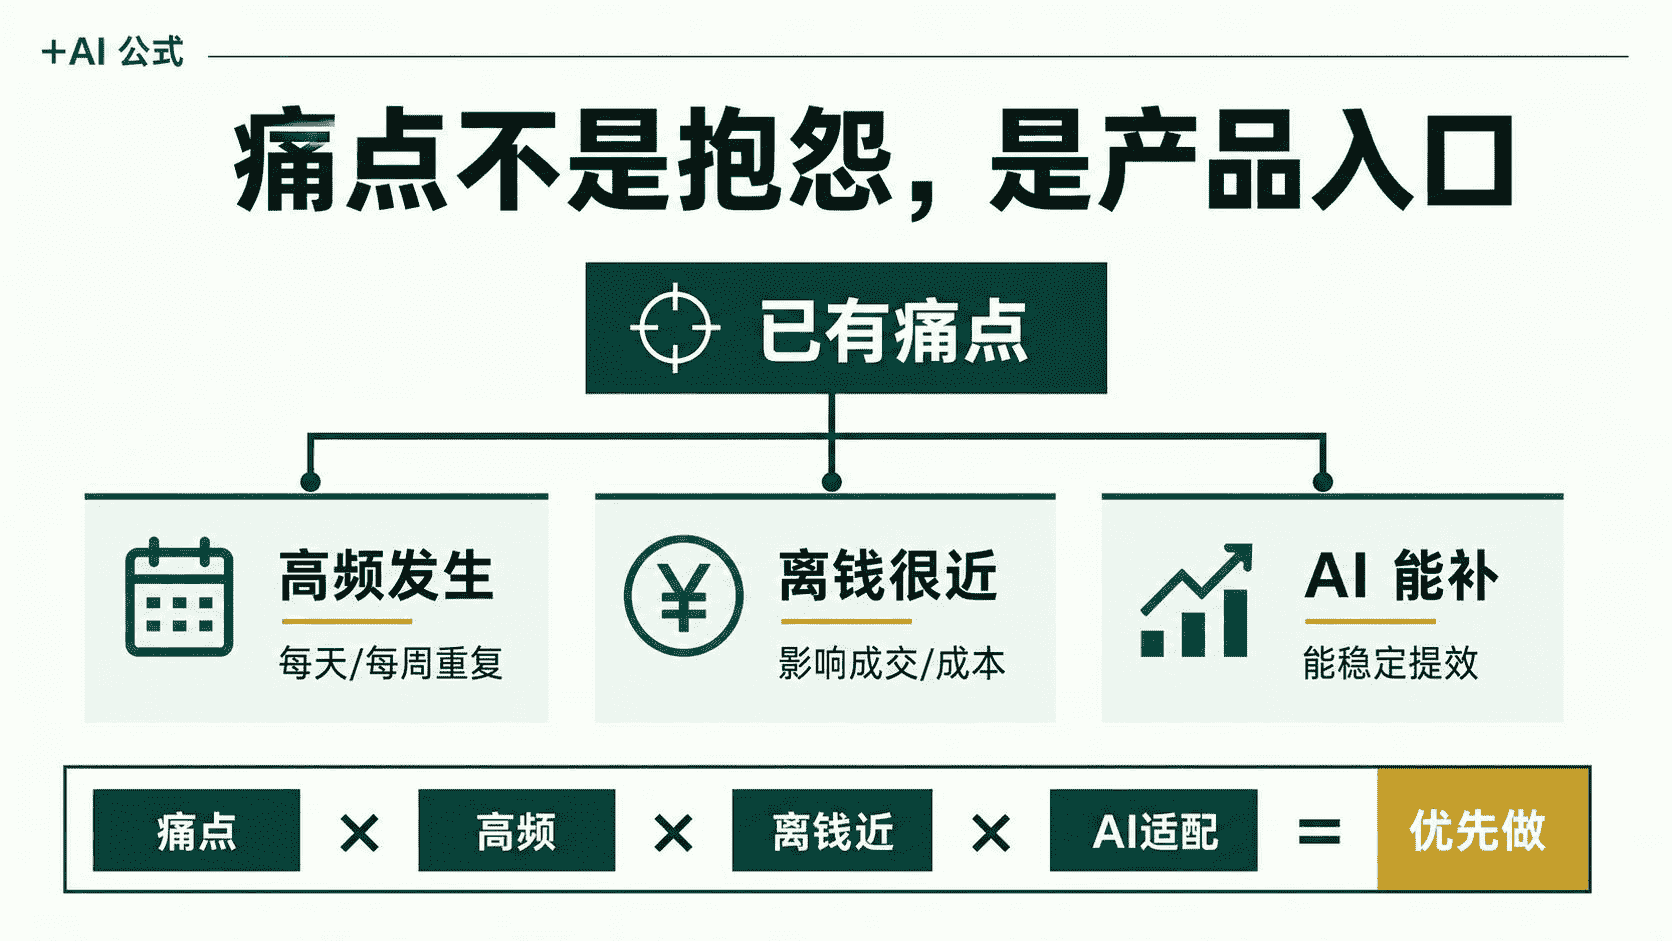 +AI 公式
痛点不是抱怨，是产品入口
已有痛点
高频发生
每天/每周重复
¥
离钱很近
影响成交/成本
AI 能补
能稳定提效
痛点 × 高频 × 离钱近 × AI适配 = 优先做